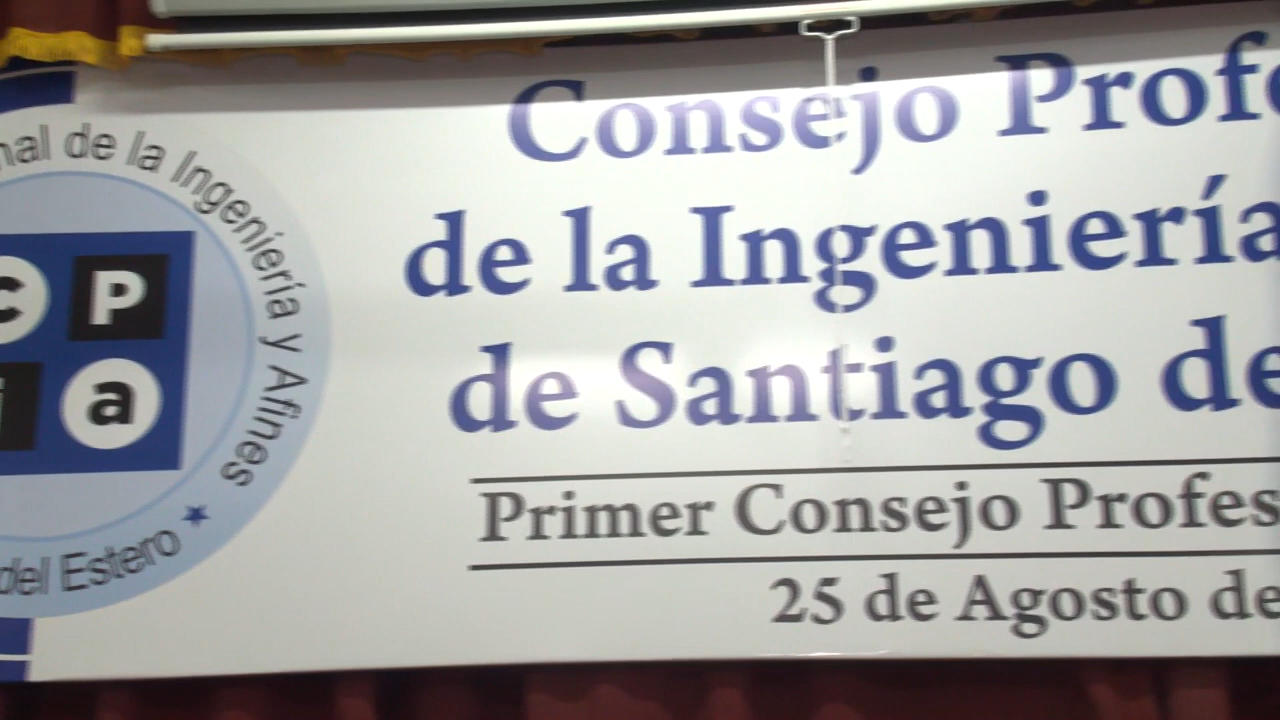 nal de la Ingeniería y Afines
c P
i a
del Estero
Consejo Profe
de la Ingeniería
de Santiago de
Primer Consejo Profes
25 de Agosto de